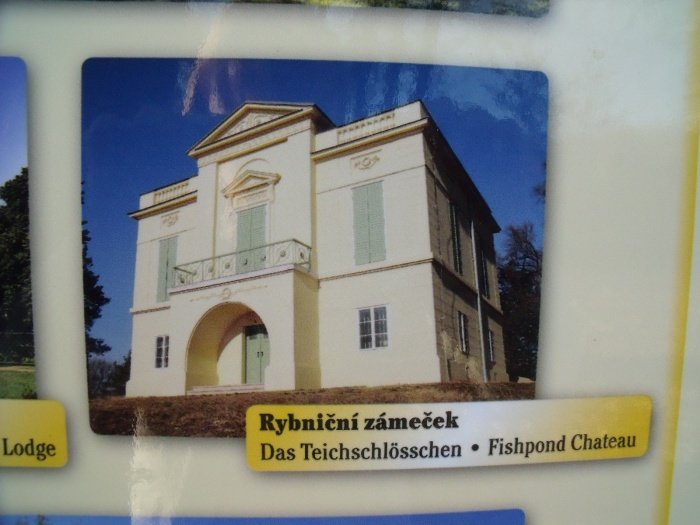 Lodge
Rybniční zámeček
Das Teichschlösschen • Fishpond Chateau